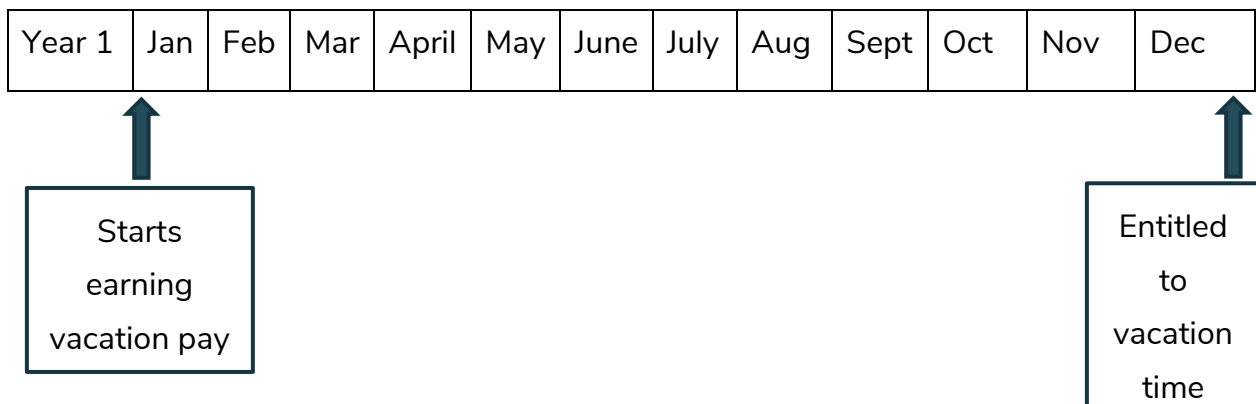 Year 1 Jan Feb Mar April May June July Aug Sept Oct Nov Dec
Starts
earning
vacation pay
Entitled
to
vacation
time